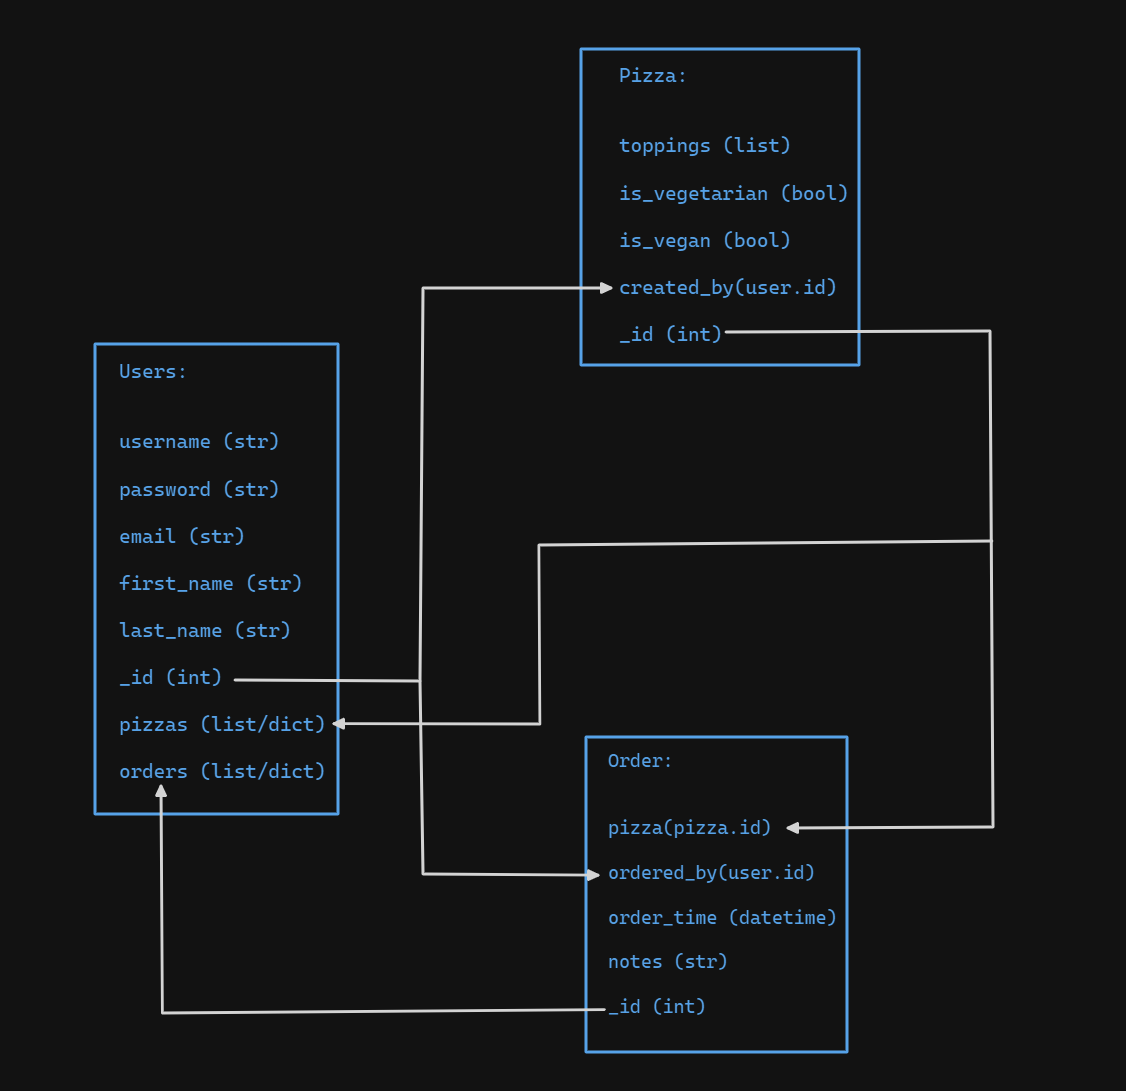 Pizza:
toppings (list)
is_vegetarian (bool)
is_vegan (bool)
created_by(user.id)
_id (int)
Users:
username (str)
password (str)
email (str)
first_name (str)
last_name (str)
_id (int)
pizzas (list/dict)
orders (list/dict)
Order:
pizza(pizza.id)
ordered_by(user.id)
order_time (datetime)
notes (str)
_id (int)